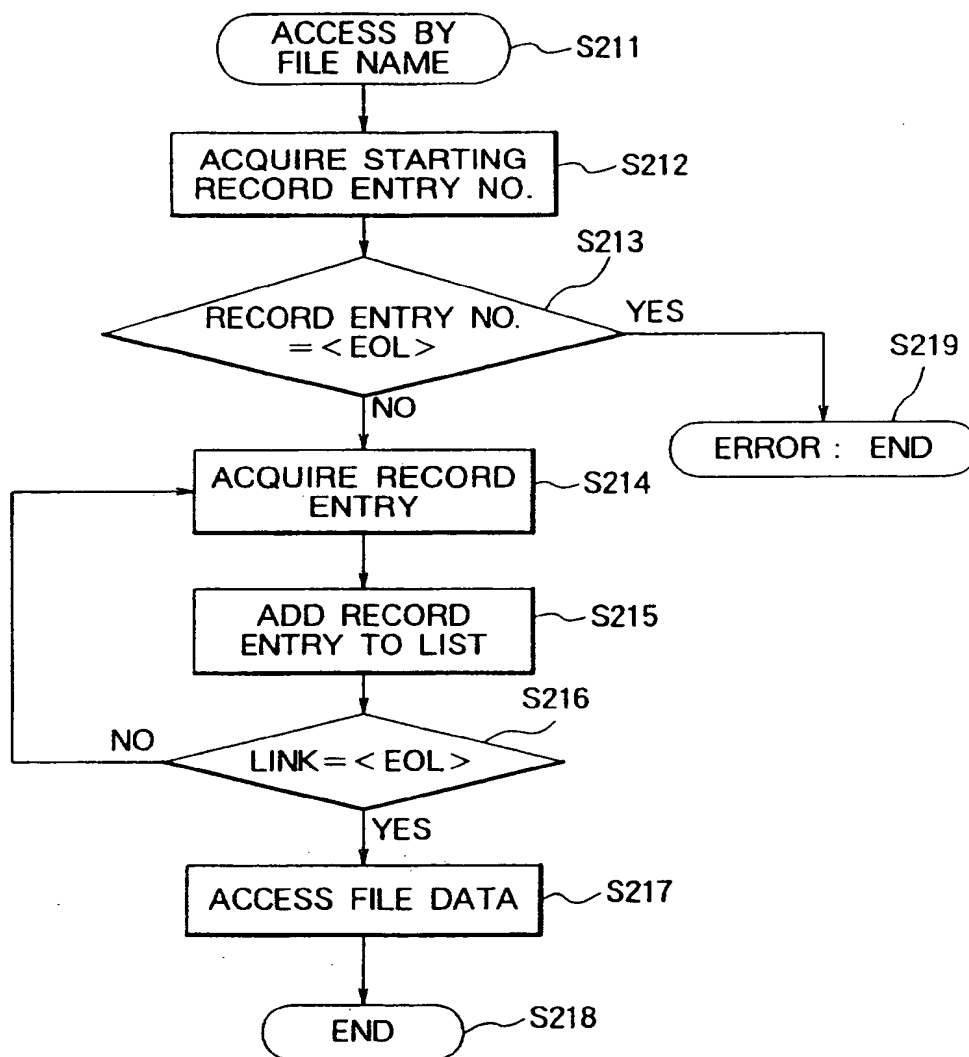 ACCESS BY
FILE NAME
S211
ACQUIRE STARTING
RECORD ENTRY NO.
S212
S213
RECORD ENTRY NO.
=<EOL>
YES
NO
S219
ERROR : END
ACQUIRE RECORD
ENTRY
S214
ADD RECORD
ENTRY TO LIST
S215
S216
NO
LINK=<EOL>
YES
ACCESS FILE DATA
S217
END
S218